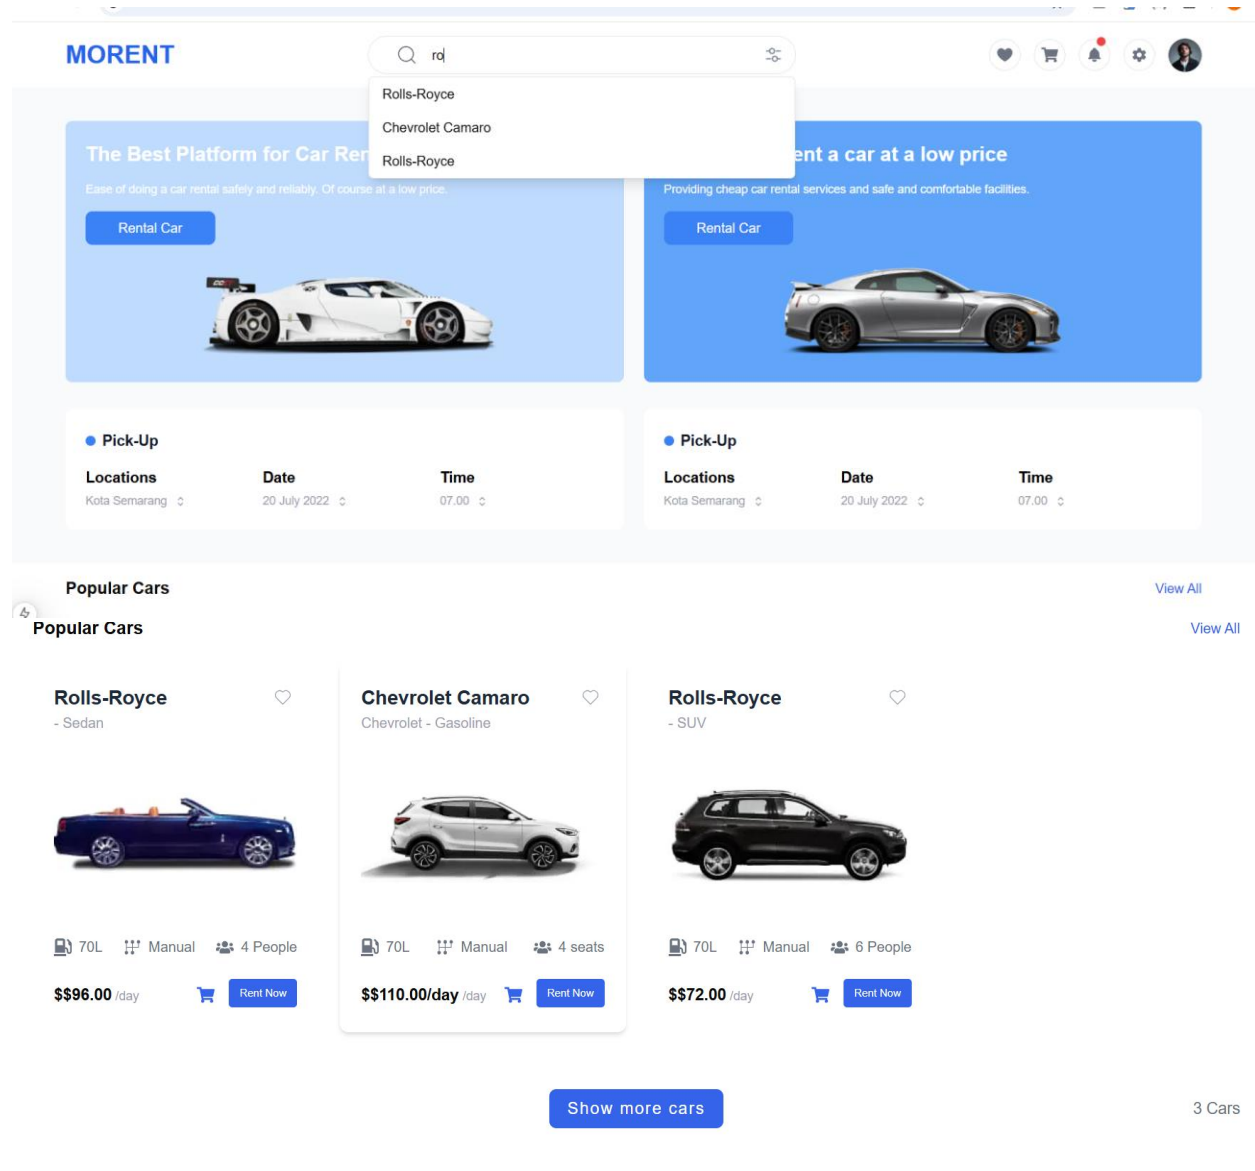 MORENT
ro
Rolls-Royce
Chevrolet Camaro
Rolls-Royce
The Best Platform for Car Ren
Ease of doing a car rental safely and reliably. Of course at a low price.
Rental Car
ent a car at a low price
Providing cheap car rental services and safe and comfortable facilities.
Rental Car
Pick-Up
Locations Date Time
Kota Semarang 20 July 2022 07.00
Pick-Up
Locations Date Time
Kota Semarang 20 July 2022 07.00
Popular Cars View All
Popular Cars View All
Rolls-Royce
- Sedan
70L Manual 4 People
$$96.00 /day Rent Now
Chevrolet Camaro
Chevrolet - Gasoline
70L Manual 4 seats
$$110.00/day /day Rent Now
Rolls-Royce
- SUV
70L Manual 6 People
$$72.00 /day Rent Now
Show more cars 3 Cars